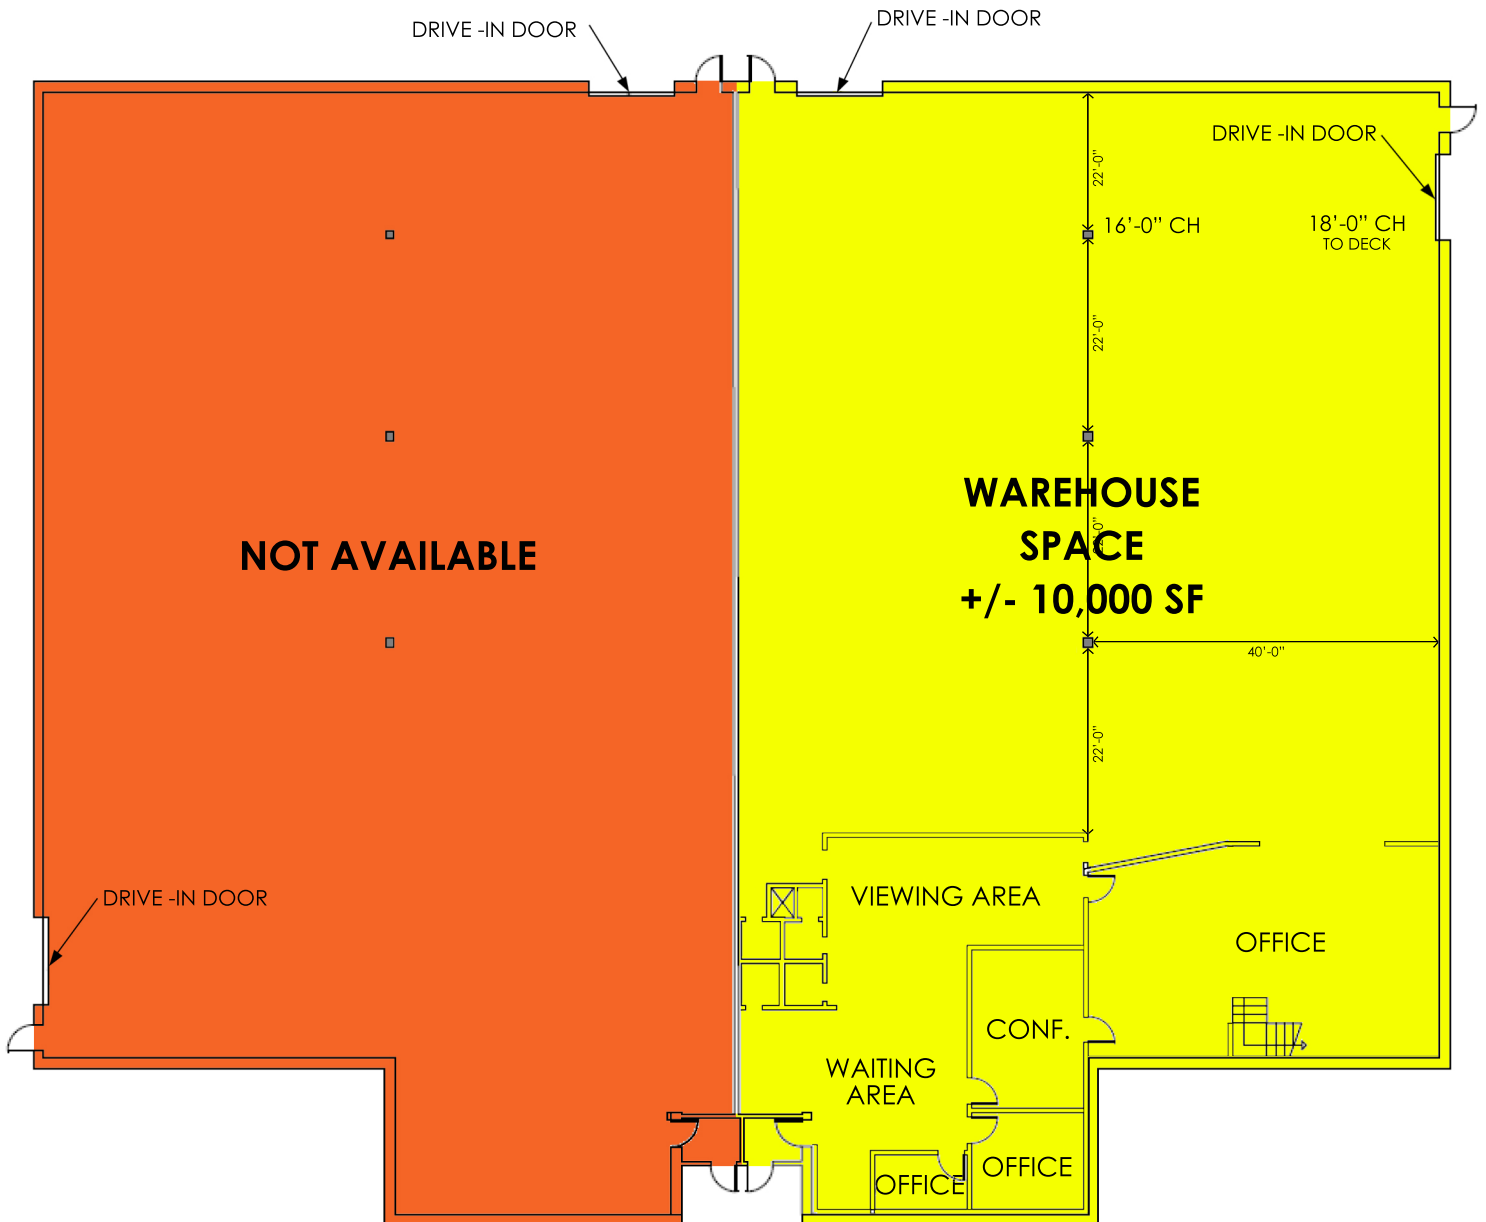 DRIVE -IN DOOR
DRIVE -IN DOOR
DRIVE -IN DOOR
22'-0"
16'-0" CH
18'-0" CH
TO DECK
22'-0"
WAREHOUSE
SPACE
+/- 10,000 SF
22'-0"
NOT AVAILABLE
40'-0"
22'-0"
DRIVE -IN DOOR
VIEWING AREA
OFFICE
CONF.
WAITING
AREA
OFFICE
OFFICE